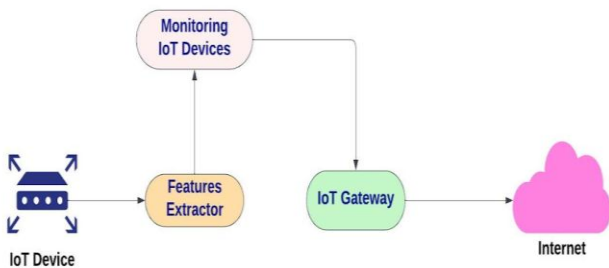 Monitoring
IoT Devices
Features
Extractor
IoT Gateway
IoT Device
Internet